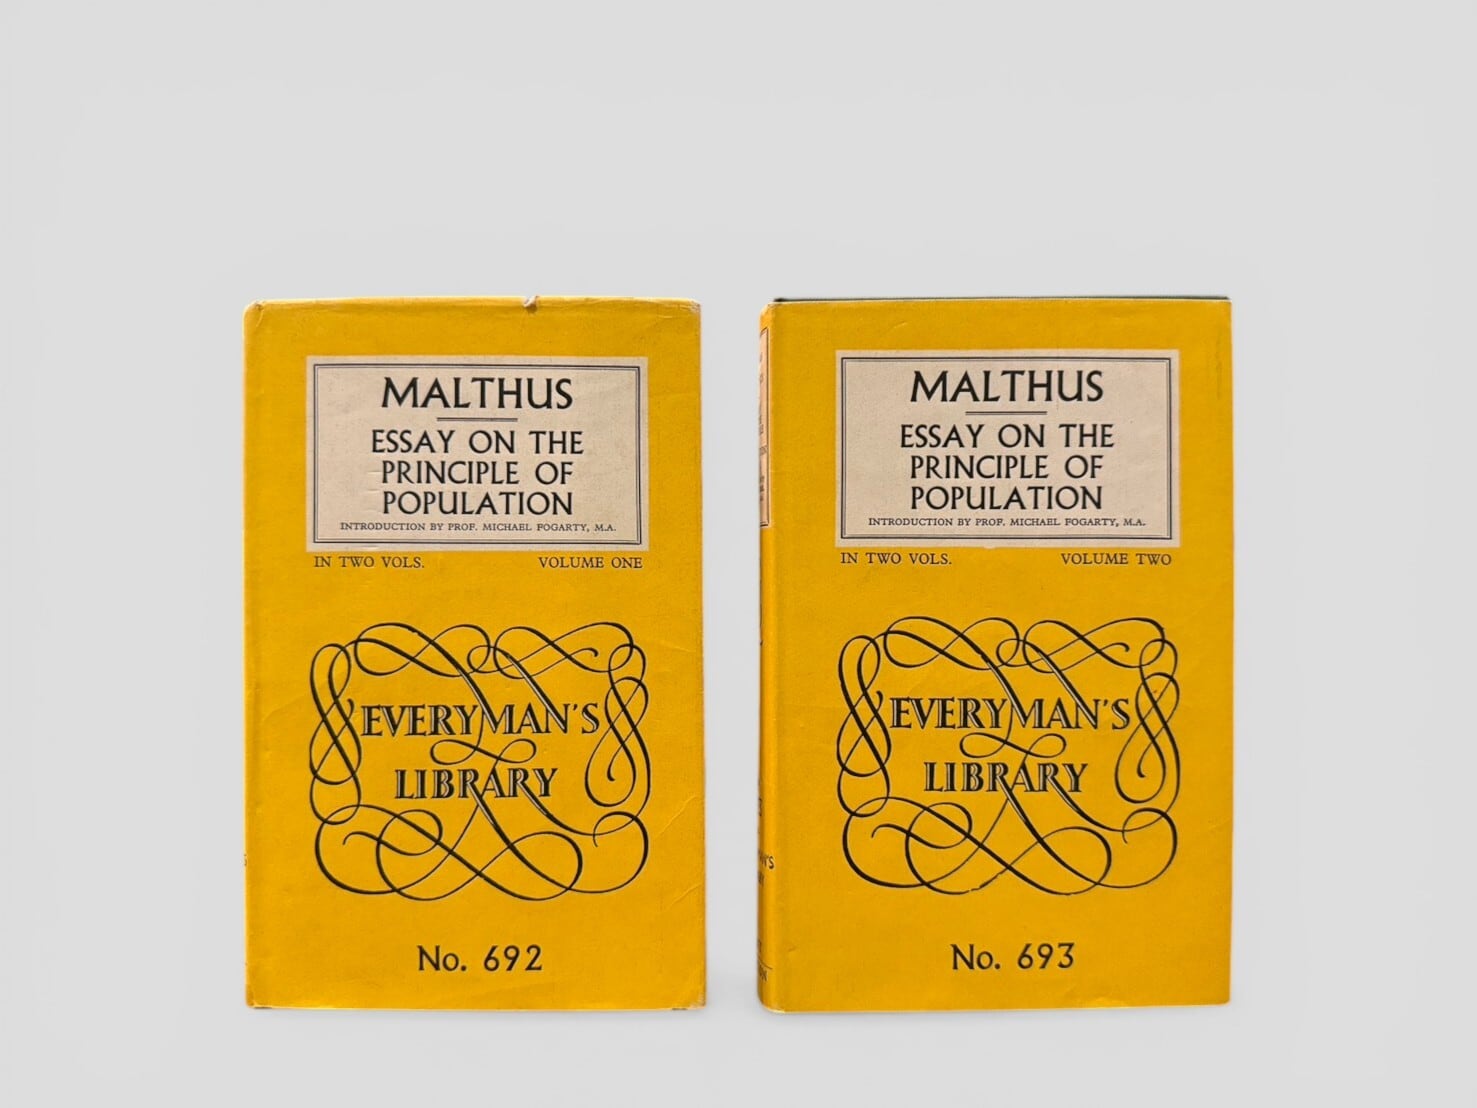 MALTHUS
ESSAY ON THE
PRINCIPLE OF
POPULATION
INTRODUCTION BY PROF. MICHAEL FOGARTY, M.A.
IN TWO VOLS. VOLUME ONE
EVERYMAN'S
LIBRARY
No. 692
MALTHUS
ESSAY ON THE
PRINCIPLE OF
POPULATION
INTRODUCTION BY PROF. MICHAEL FOGARTY, M.A.
IN TWO VOLS. VOLUME TWO
EVERYMAN'S
LIBRARY
No. 693